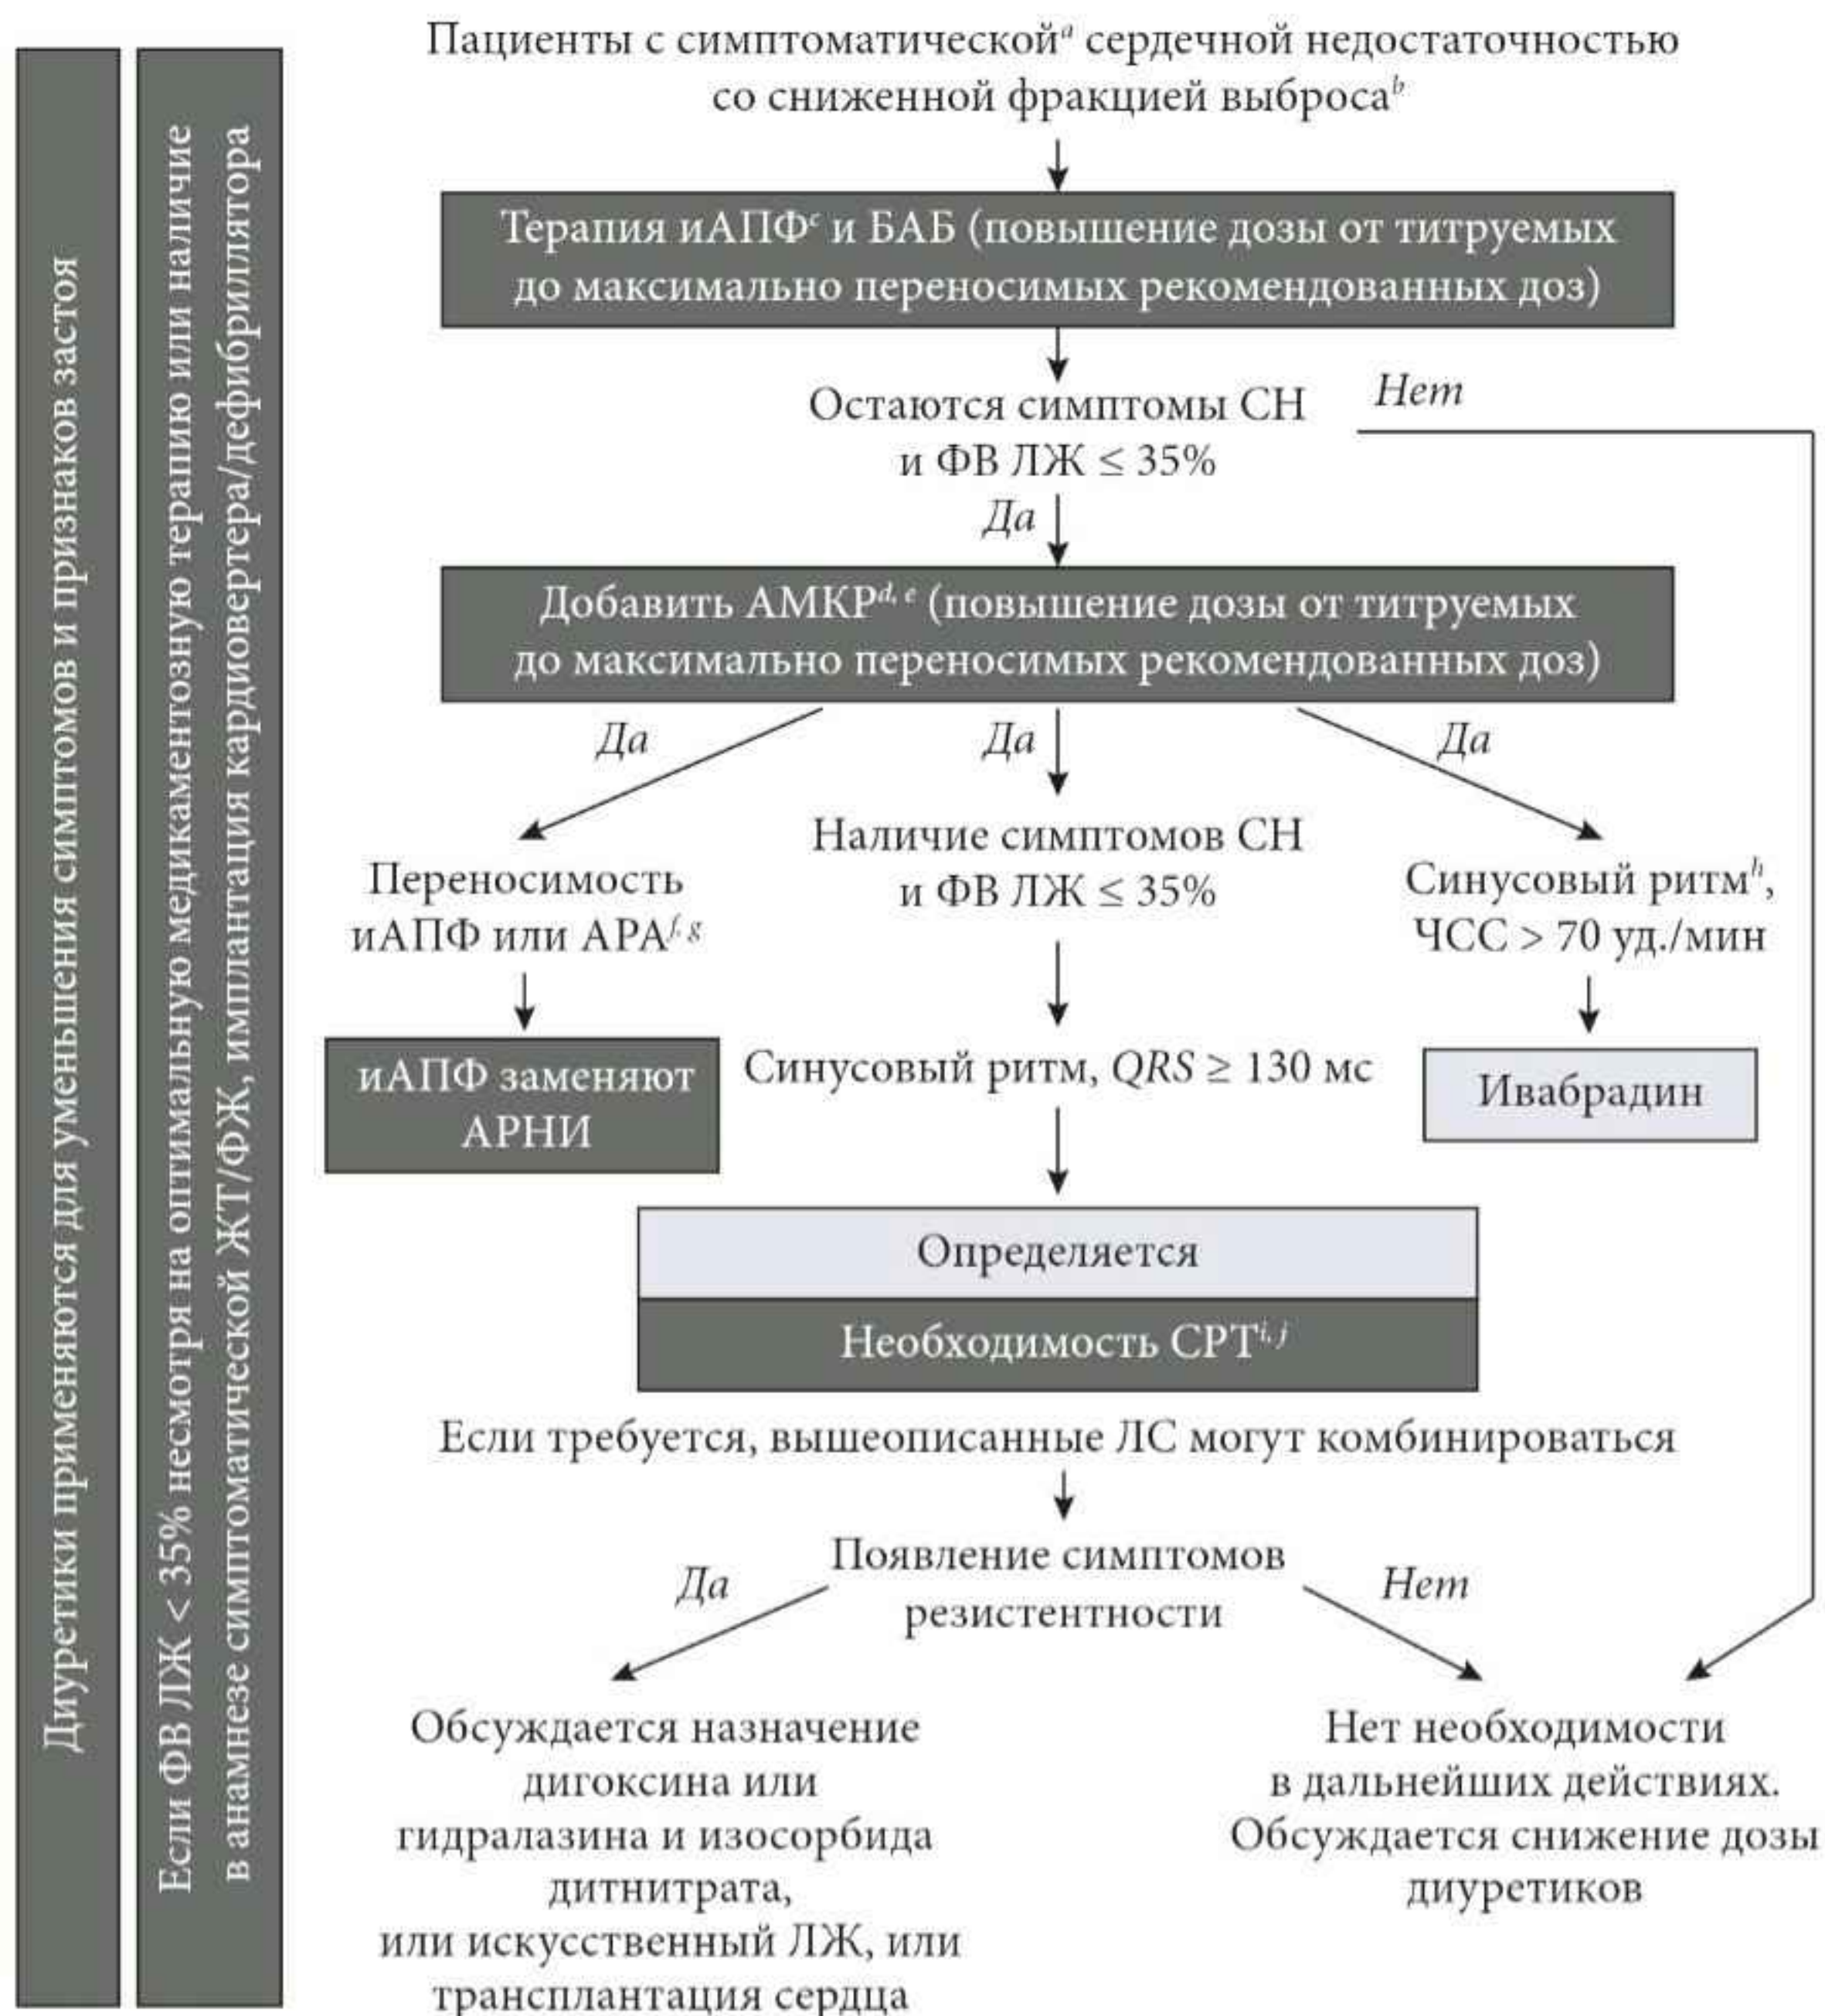 Диуретики применяются для уменьшения симптомов и признаков застоя
Если ФВ ЛЖ < 35% несмотря на оптимальную медикаментозную терапию или наличие
в анамнезе симптоматической ЖТ/ФЖ, имплантация кардиовертера/дефибриллятора
Пациенты с симптоматической^a сердечной недостаточностью
со сниженной фракцией выброса^b
Терапия иАПФ^c и БАБ (повышение дозы от титруемых
до максимально переносимых рекомендованных доз)
Остаются симптомы СН
и ФВ ЛЖ ≤ 35%
Нет
Да
Добавить АМКР^d, e (повышение дозы от титруемых
до максимально переносимых рекомендованных доз)
Да
Да
Да
Переносимость
иАПФ или АРА^f, g
иАПФ заменяют
АРНИ
Наличие симптомов СН
и ФВ ЛЖ ≤ 35%
Синусовый ритм, QRS ≥ 130 мс
Синусовый ритм^h,
ЧСС > 70 уд./мин
Ивабрадин
Определяется
Необходимость СРТ^i, j
Если требуется, вышеописанные ЛС могут комбинироваться
Появление симптомов
резистентности
Да
Нет
Обсуждается назначение
дигоксина или
гидралазина и изосорбида
дитнитрата,
или искусственный ЛЖ, или
трансплантация сердца
Нет необходимости
в дальнейших действиях.
Обсуждается снижение дозы
диуретиков